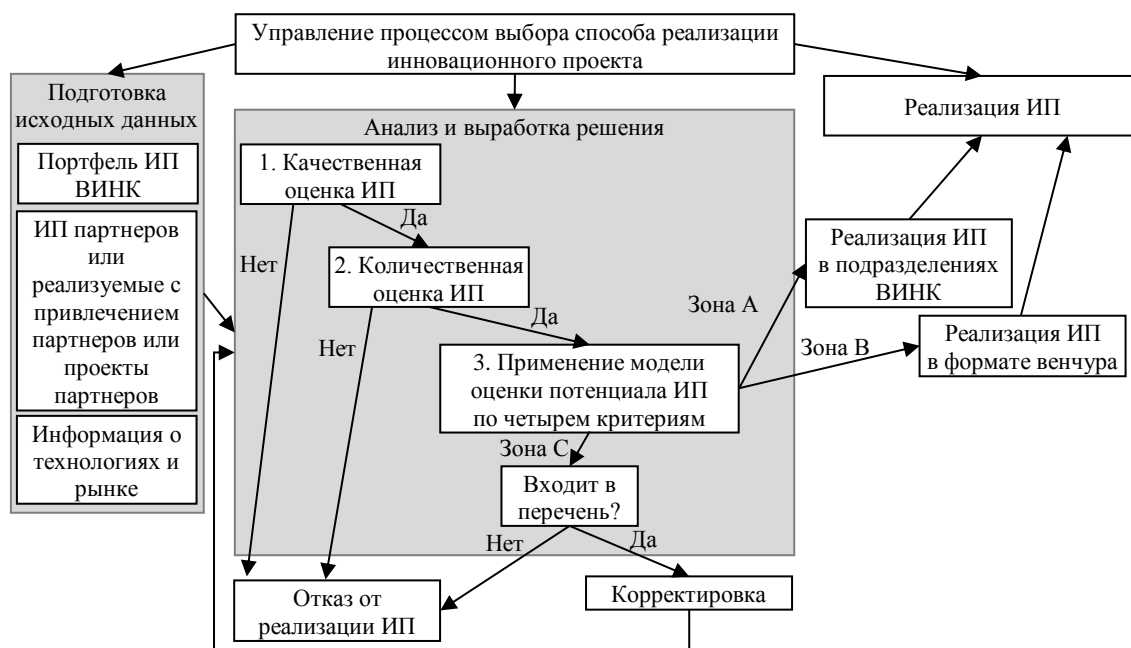 Управление процессом выбора способа реализации
инновационного проекта
Подготовка
исходных данных
Портфель ИП
ВИНК
ИП партнеров
или
реализуемые с
привлечением
партнеров или
проекты
партнеров
Информация о
технологиях и
рынке
Анализ и выработка решения
1. Качественная
оценка ИП
Да
Нет
2. Количественная
оценка ИП
Да
Нет
3. Применение модели
оценки потенциала ИП
по четырем критериям
Зона А
Зона В
Зона С
Входит в
перечень?
Нет
Да
Отказ от
реализации ИП
Корректировка
Реализация ИП
Реализация ИП
в подразделениях
ВИНК
Реализация ИП
в формате венчура